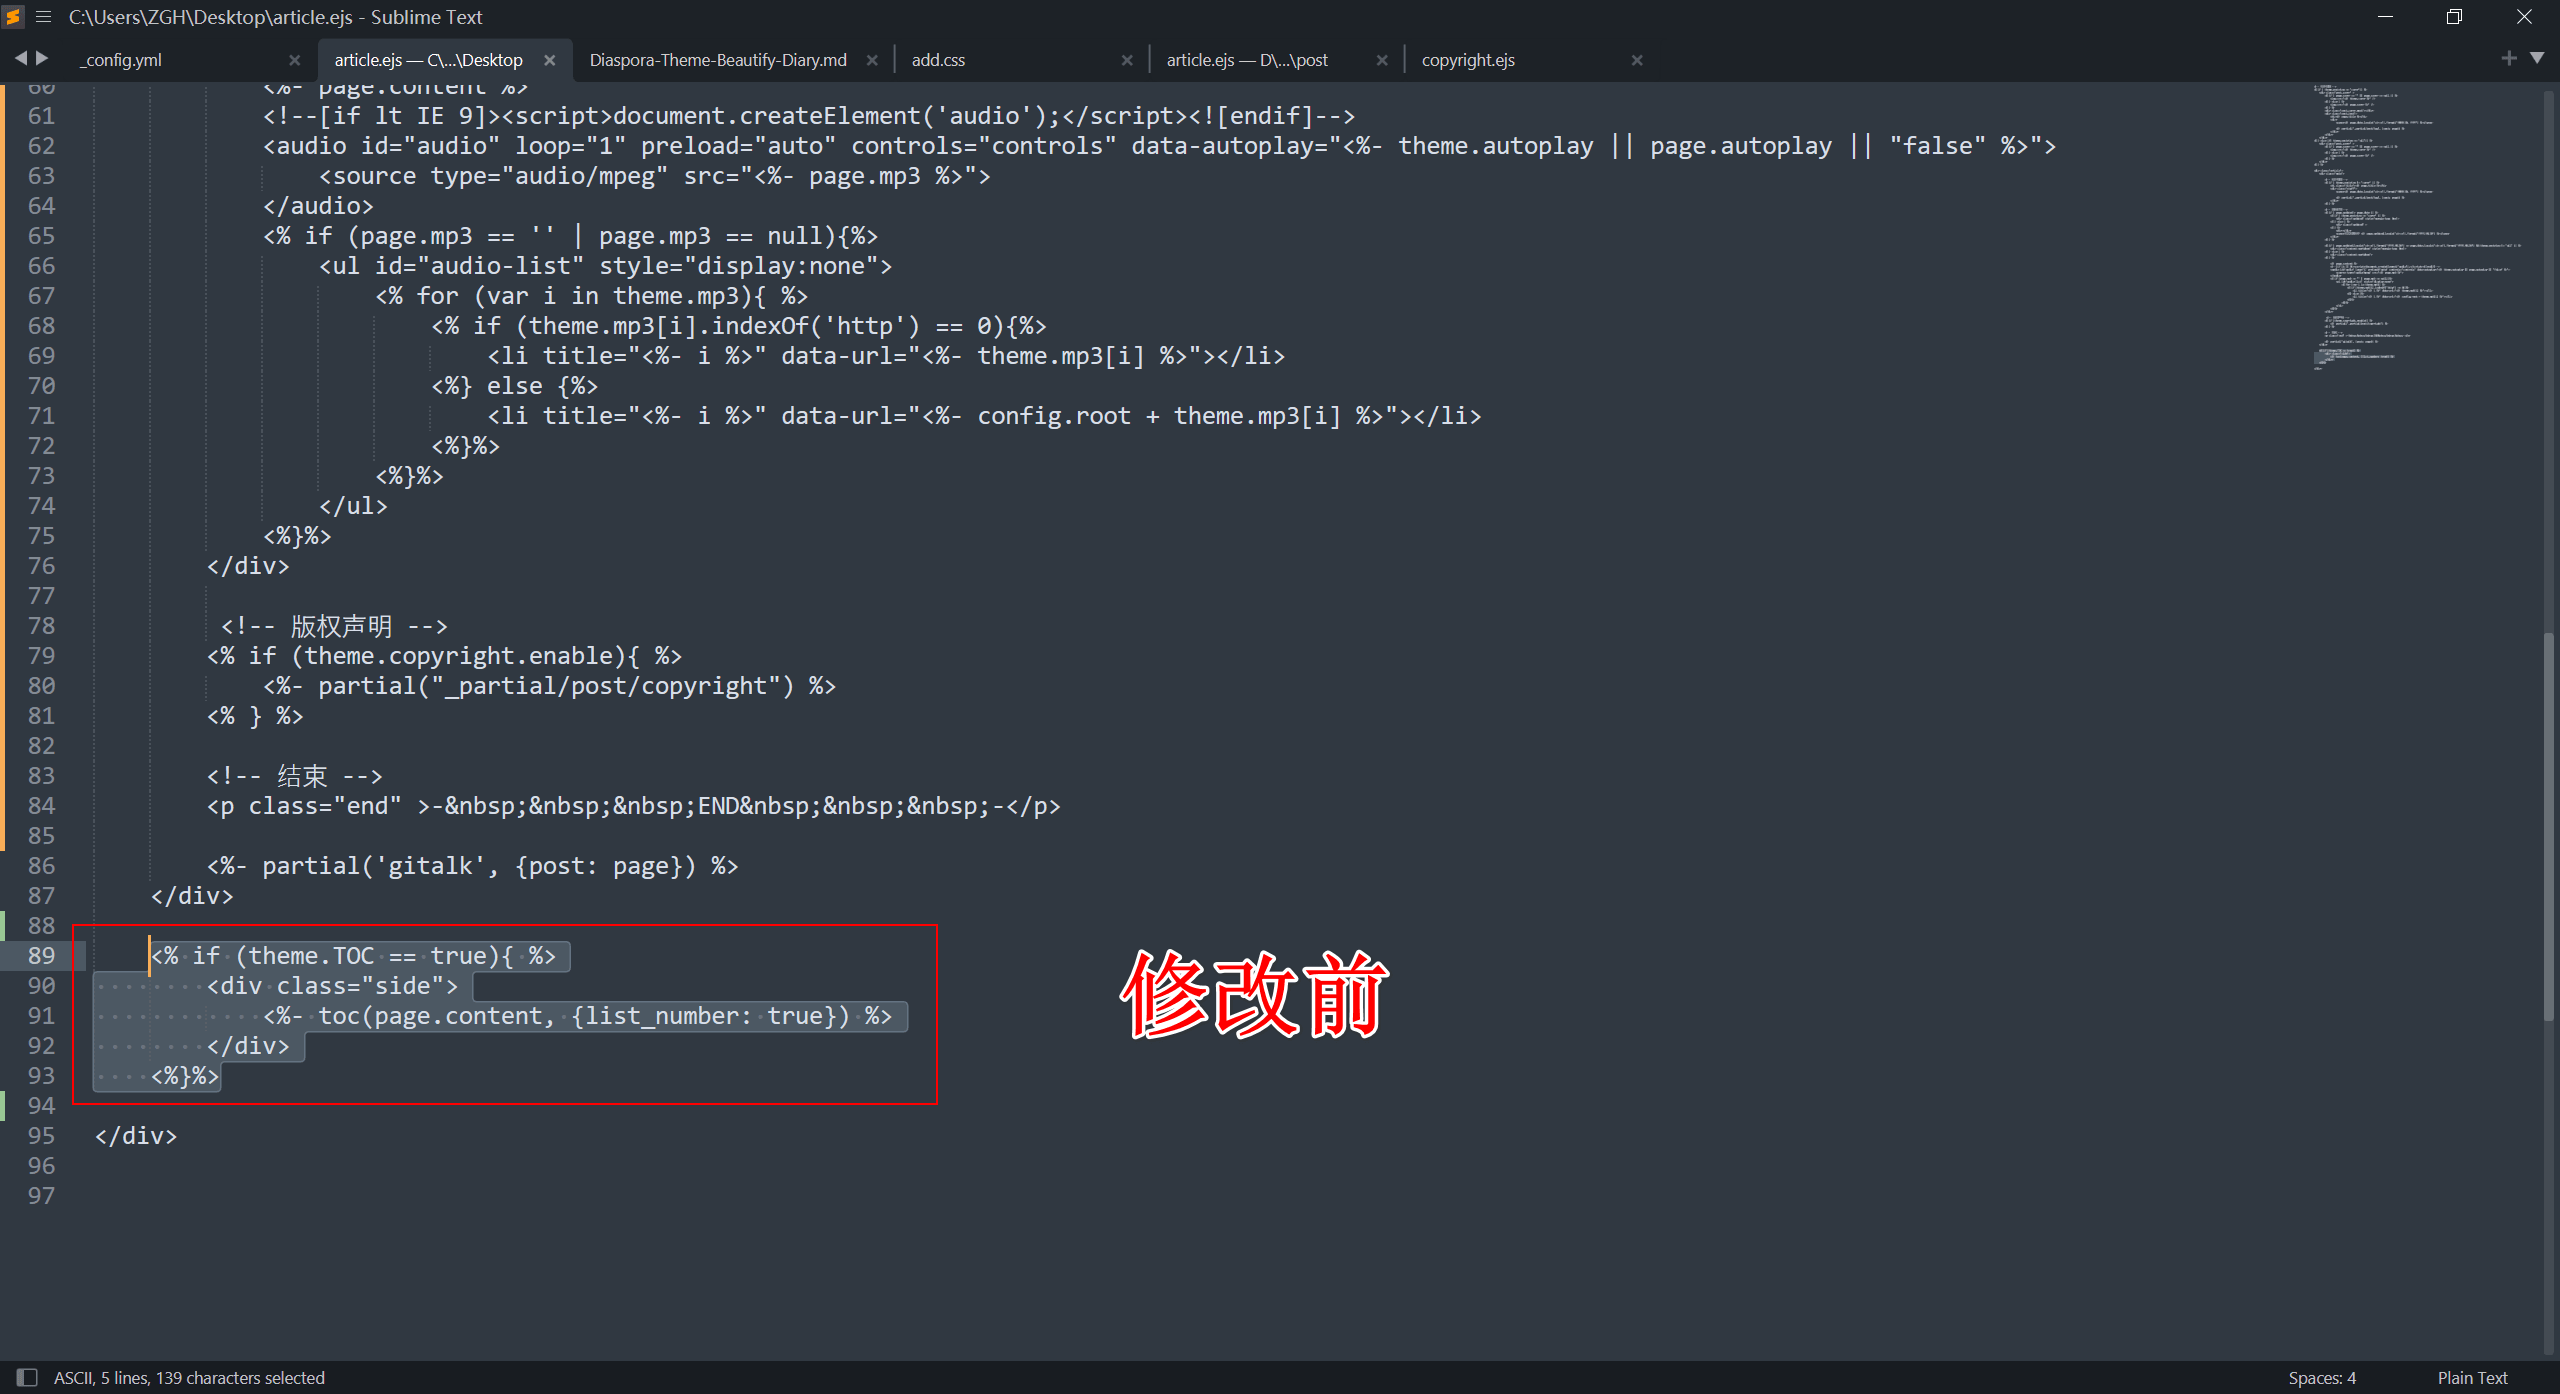 C:\Users\ZGH\Desktop\article.ejs - Sublime Text
_config.yml
article.ejs — C\...\Desktop
Diaspora-Theme-Beautify-Diary.md
add.css
article.ejs — D\...\post
copyright.ejs
60 <%- page.content %>
61 <!--[if lt IE 9]><script>document.createElement('audio');</script><![endif]-->
62 <audio id="audio" loop="1" preload="auto" controls="controls" data-autoplay="<%- theme.autoplay || page.autoplay || "false" %>">
63 <source type="audio/mpeg" src="<%- page.mp3 %>">
64 </audio>
65 <% if (page.mp3 == '' | page.mp3 == null){%>
66 <ul id="audio-list" style="display:none">
67 <% for (var i in theme.mp3){ %>
68 <% if (theme.mp3[i].indexOf('http') == 0){%>
69 <li title="<%- i %>" data-url="<%- theme.mp3[i] %>"></li>
70 <%} else {%>
71 <li title="<%- i %>" data-url="<%- config.root + theme.mp3[i] %>"></li>
72 <%}%>
73 <%}%>
74 </ul>
75 <%}%>
76 </div>
77
78 <!-- 版权声明 -->
79 <% if (theme.copyright.enable){ %>
80 <%- partial("_partial/post/copyright") %>
81 <% } %>
82
83 <!-- 结束 -->
84 <p class="end" >-&nbsp;&nbsp;&nbsp;END&nbsp;&nbsp;&nbsp;-</p>
85
86 <%- partial('gitalk', {post: page}) %>
87 </div>
88
89 <% if (theme.TOC == true){ %>
90 <div class="side">
91 <%- toc(page.content, {list_number: true}) %>
92 </div>
93 <%}%>
94
95 </div>
96
97
修改前
ASCII, 5 lines, 139 characters selected
Spaces: 4
Plain Text